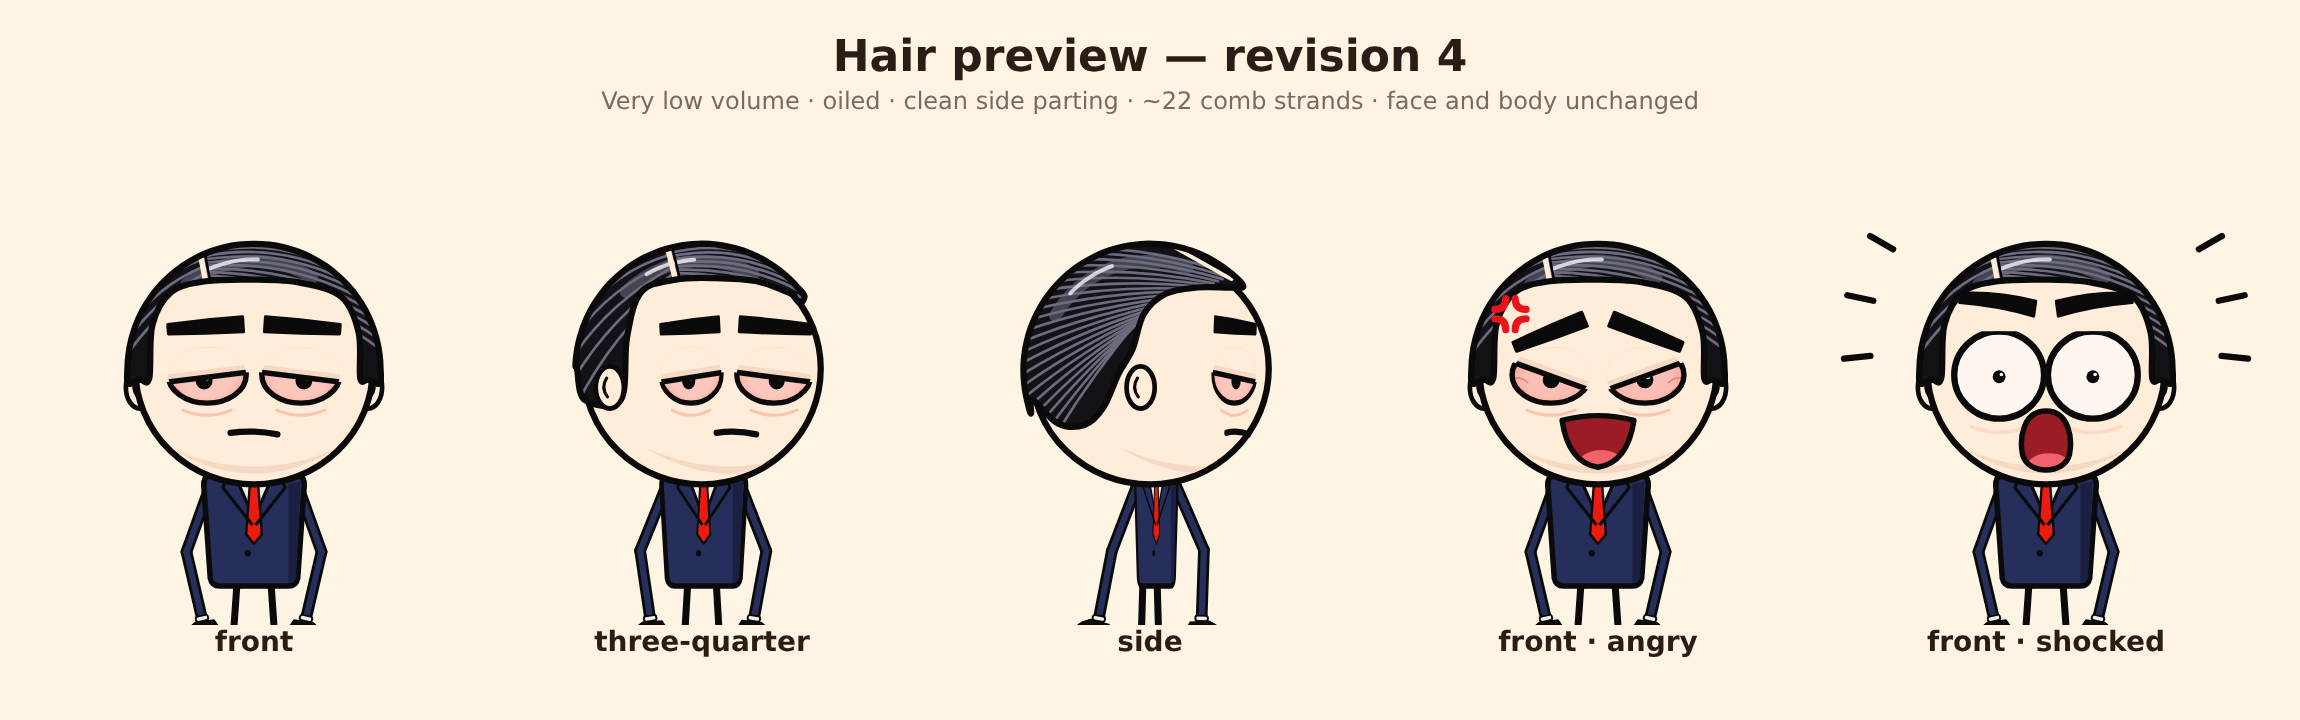 Hair preview — revision 4
Very low volume · oiled · clean side parting · ~22 comb strands · face and body unchanged
front
three-quarter
side
front · angry
front · shocked